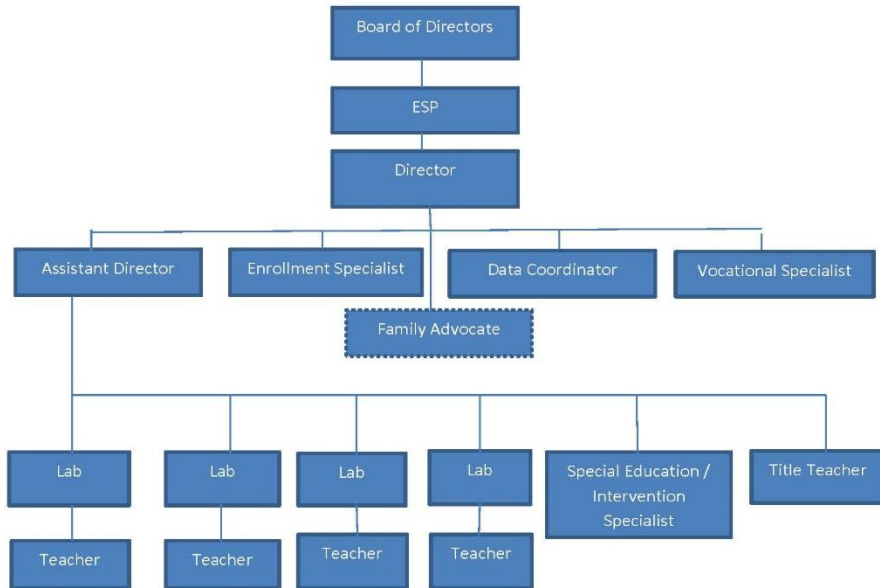 Board of Directors
ESP
Director
Assistant Director
Enrollment Specialist
Data Coordinator
Vocational Specialist
Family Advocate
Lab
Lab
Lab
Lab
Special Education /
Intervention
Specialist
Title Teacher
Teacher
Teacher
Teacher
Teacher